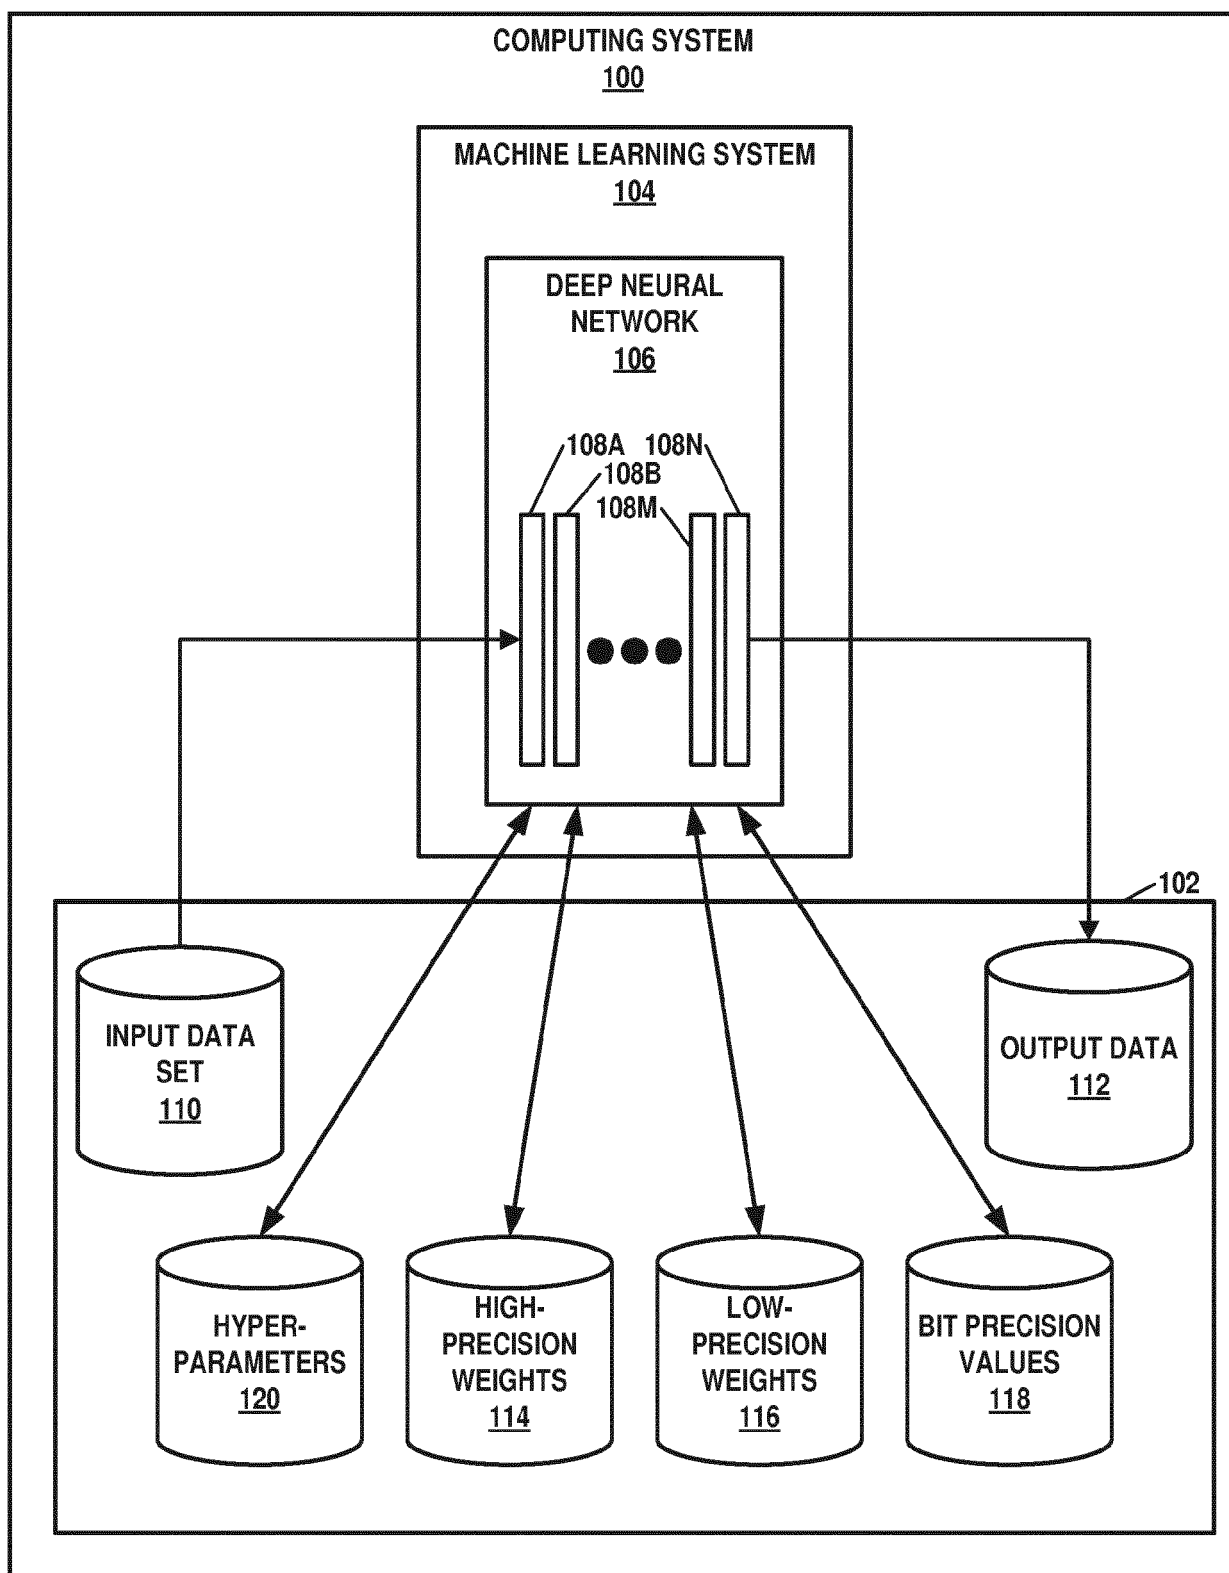 COMPUTING SYSTEM
100
MACHINE LEARNING SYSTEM
104
DEEP NEURAL
NETWORK
106
108A 108N
108B
108M
102
INPUT DATA
SET
110
OUTPUT DATA
112
HYPER-
PARAMETERS
120
HIGH-
PRECISION
WEIGHTS
114
LOW-
PRECISION
WEIGHTS
116
BIT PRECISION
VALUES
118